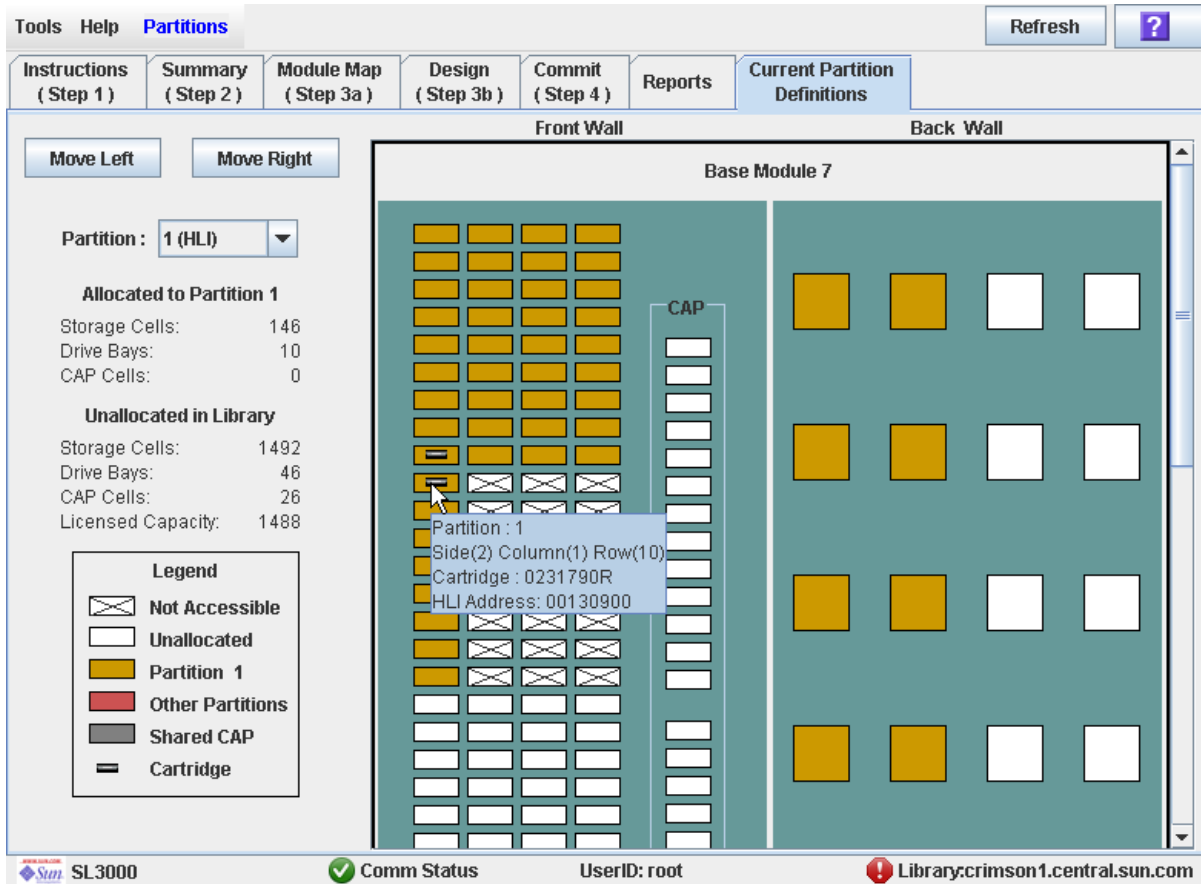 Tools Help Partitions
Refresh
?
Instructions
( Step 1 )
Summary
( Step 2 )
Module Map
( Step 3a )
Design
( Step 3b )
Commit
( Step 4 )
Reports
Current Partition
Definitions
Move Left
Move Right
Front Wall
Back Wall
Base Module 7
Partition : 1 (HLI)
Allocated to Partition 1
Storage Cells: 146
Drive Bays: 10
CAP Cells: 0
Unallocated in Library
Storage Cells: 1492
Drive Bays: 46
CAP Cells: 26
Licensed Capacity: 1488
Legend
Not Accessible
Unallocated
Partition 1
Other Partitions
Shared CAP
Cartridge
CAP
Partition : 1
Side(2) Column(1) Row(10)
Cartridge : 0231790R
HLI Address: 00130900
Sun SL3000
Comm Status
UserID: root
Library:crimson1.central.sun.com